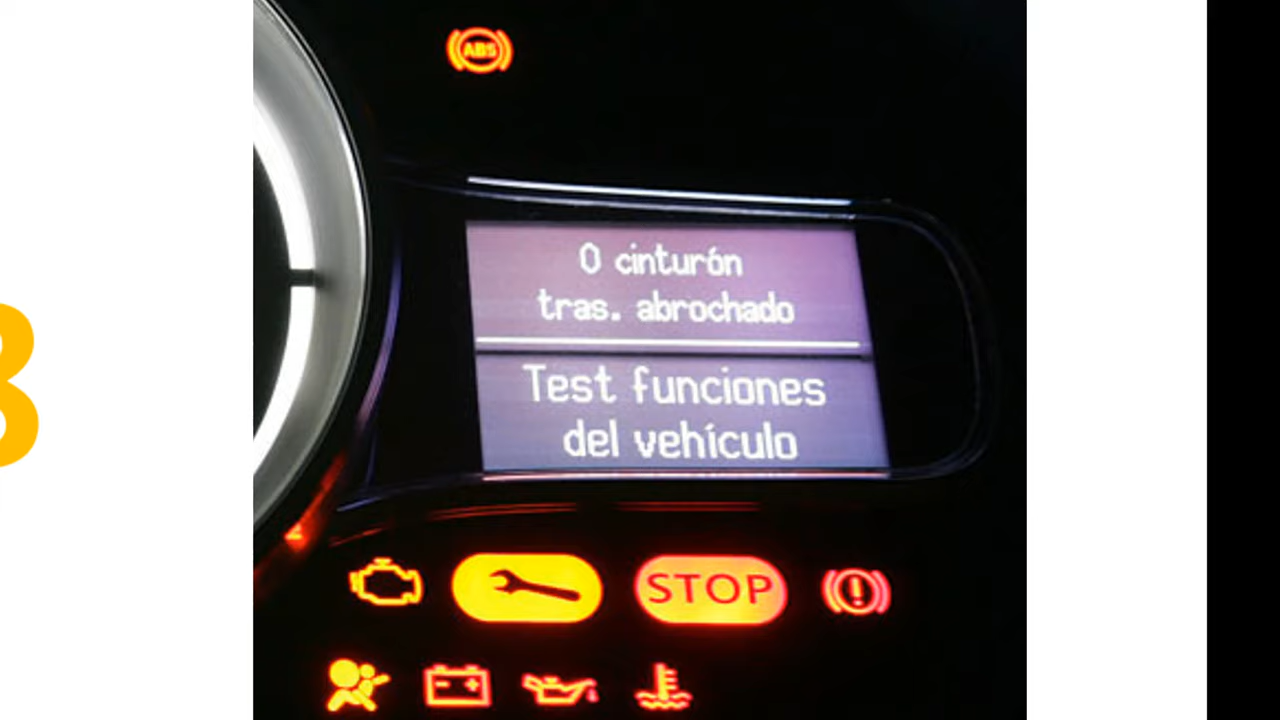 ABS
0 cinturón
tras. abrochado
Test funciones
del vehículo
STOP